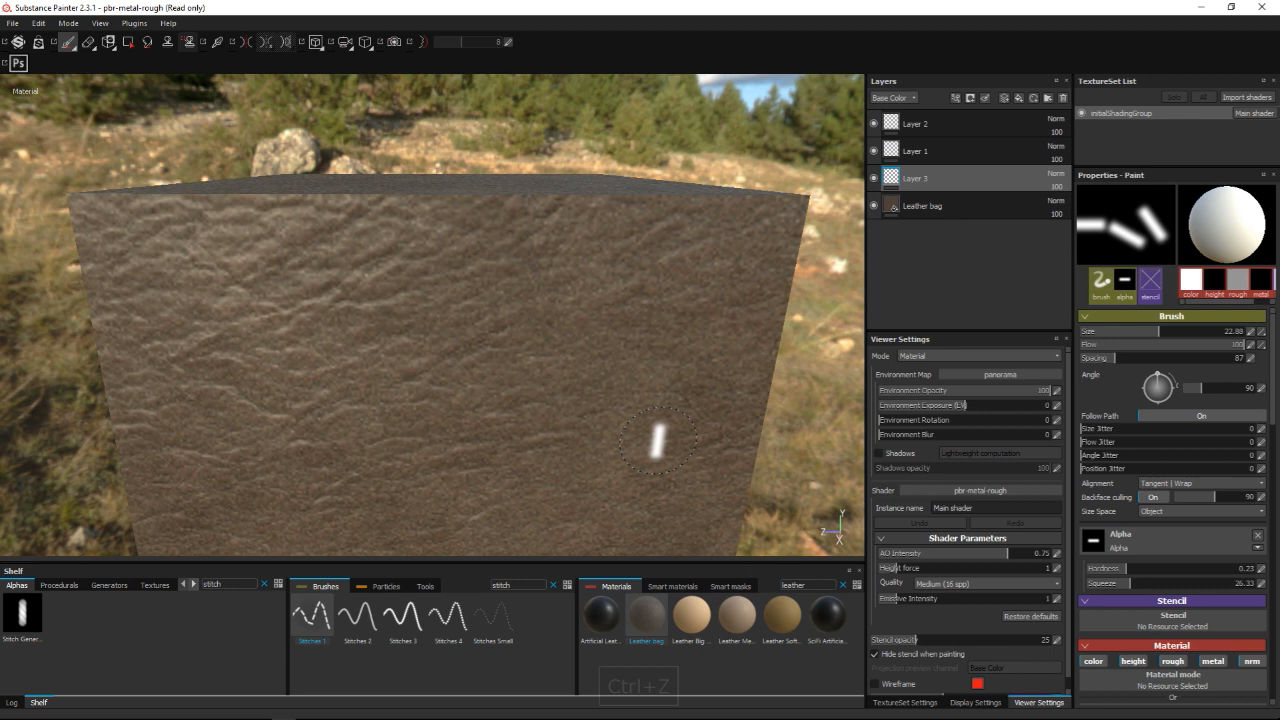 Substance Painter 2.3.1 - pbr-metal-rough (Read only)
File Edit Mode View Plugins Help
8
Ps
Material
Layers
Base Color
Layer 2 Norm 100
Layer 1 Norm 100
Layer 3 Norm 100
Leather bag Norm 100
TextureSet List
Solo All Import shaders
initialShadingGroup Main shader
Properties - Paint
brush alpha stencil color height rough metal
Brush
Size 22.88
Flow 100
Spacing 87
Angle 90
Follow Path On
Size Jitter 0
Flow Jitter 0
Angle Jitter 0
Position Jitter 0
Alignment Tangent | Wrap
Backface culling On 90
Size Space Object
Alpha
Alpha
Hardness 0.23
Squeeze 26.33
Stencil
Stencil
No Resource Selected
Material
color height rough metal nrm
Material mode
No Resource Selected
Or
Viewer Settings
Mode Material
Environment Map panorama
Environment Opacity 100
Environment Exposure (EV) 0
Environment Rotation 0
Environment Blur 0
Shadows Lightweight computation
Shadows opacity 100
Shader pbr-metal-rough
Instance name Main shader
Undo Redo
Shader Parameters
AO Intensity 0.75
Height force 1
Quality Medium (16 spp)
Emissive Intensity 1
Restore defaults
Stencil opacity 25
Hide stencil when painting
Projection preview channel Base Color
Wireframe
TextureSet Settings Display Settings Viewer Settings
Y
Z
X
Shelf
Alphas Procedurals Generators Textures stitch
Stitch Gener...
Brushes Particles Tools stitch
Stitches 1 Stitches 2 Stitches 3 Stitches 4 Stitches Small
Materials Smart materials Smart masks leather
Artificial Leat... Leather bag Leather Big ... Leather Me... Leather Soft... SciFi Artificia...
Ctrl+Z
Log Shelf